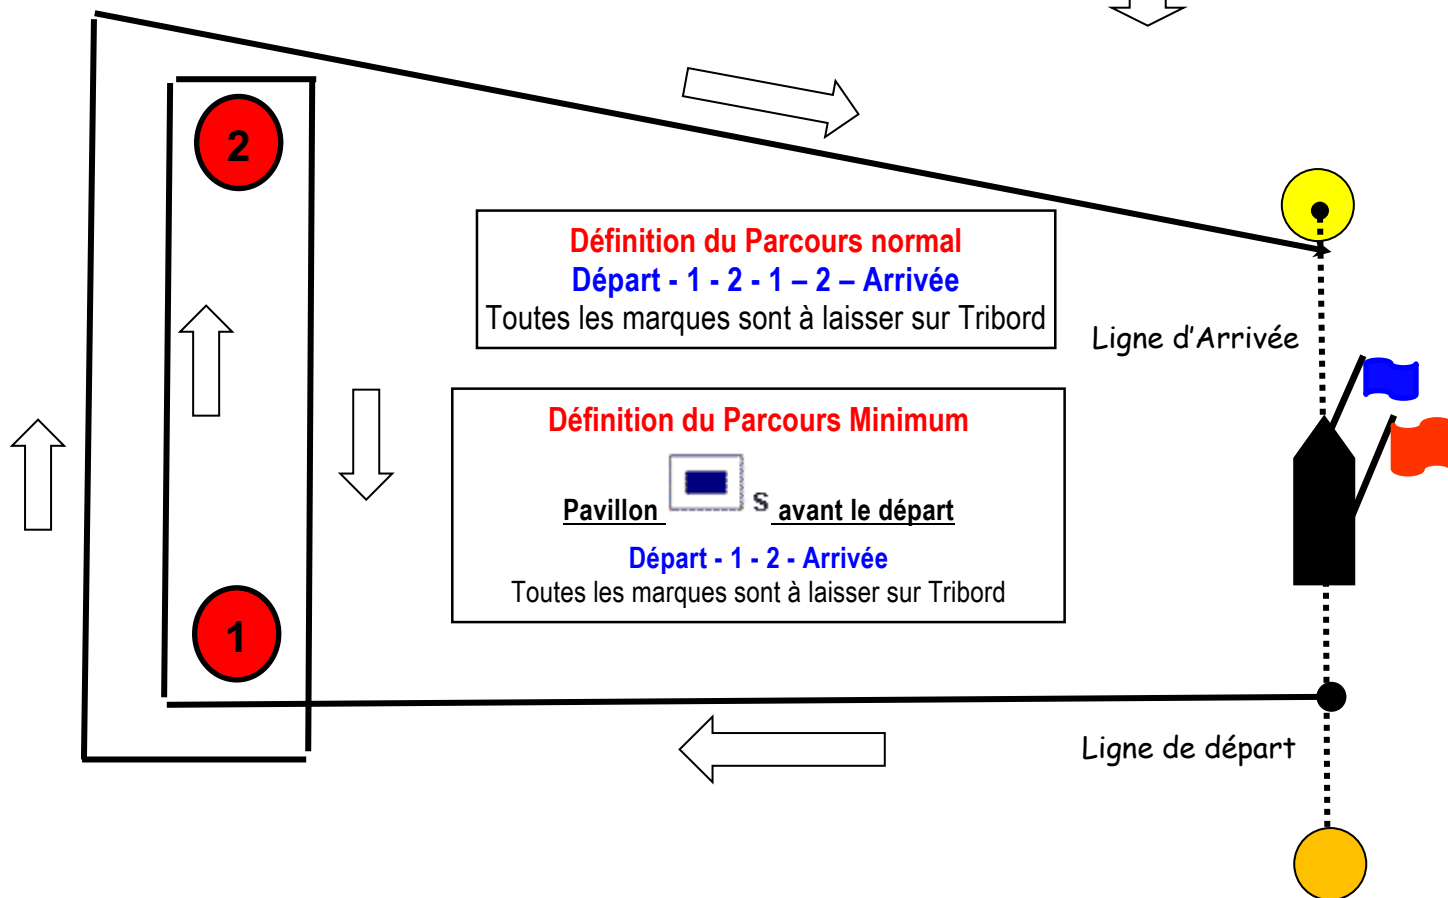 2
Définition du Parcours normal
Départ - 1 - 2 - 1 – 2 – Arrivée
Toutes les marques sont à laisser sur Tribord
Ligne d'Arrivée
Définition du Parcours Minimum
Pavillon S avant le départ
Départ - 1 - 2 - Arrivée
Toutes les marques sont à laisser sur Tribord
1
Ligne de départ